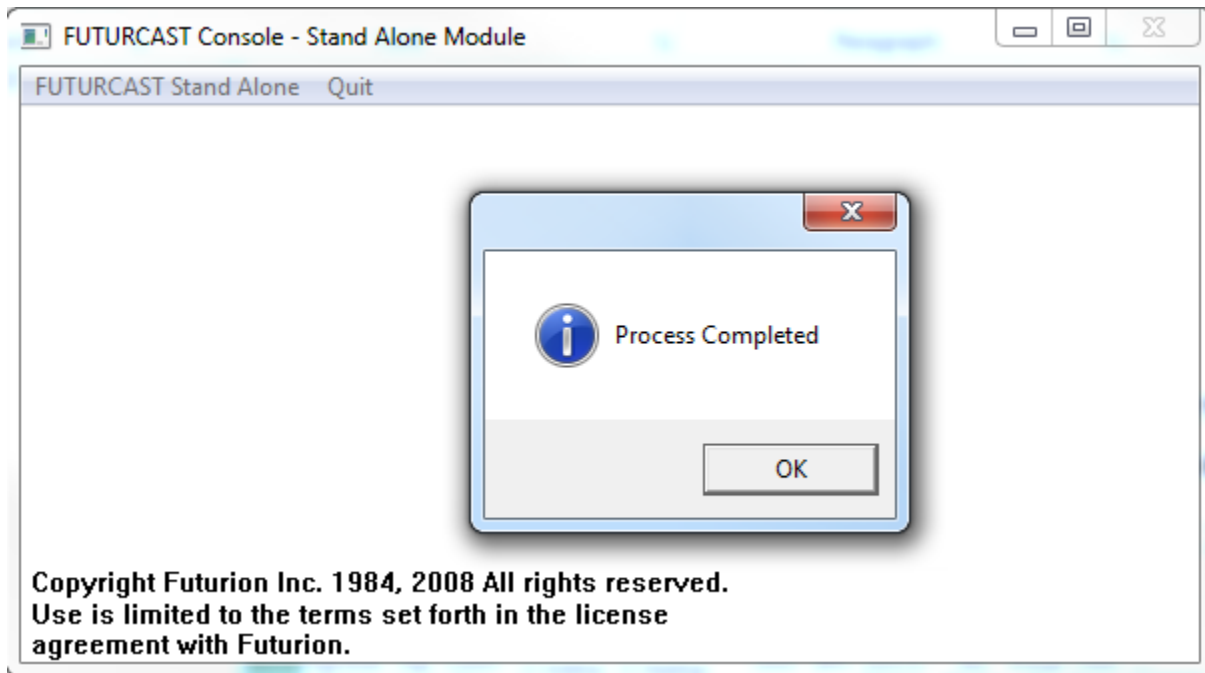 FUTURCAST Console - Stand Alone Module
FUTURCAST Stand Alone Quit
Process Completed
OK
Copyright Futurion Inc. 1984, 2008 All rights reserved.
Use is limited to the terms set forth in the license
agreement with Futurion.